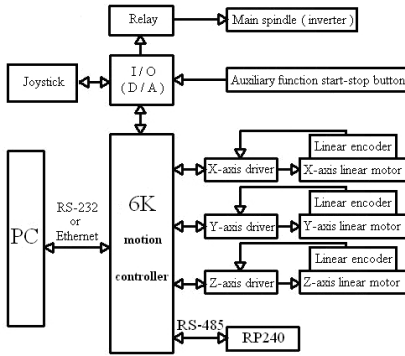 Relay
Main spindle ( inverter )
Joystick
I / O
( D / A )
Auxiliary function start-stop button
Linear encoder
X-axis driver
X-axis linear motor
PC
RS-232
or
Ethernet
6K
motion
controller
Linear encoder
Y-axis driver
Y-axis linear motor
Linear encoder
Z-axis driver
Z-axis linear motor
RS-485
RP240